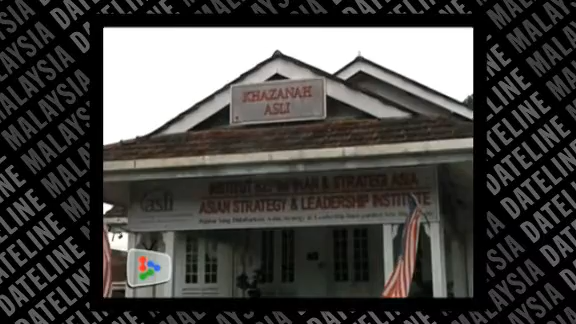 KHAZANAH
ASLI
asli
INSTITUT KEPIMPINAN & STRATEGI ASIA
ASIAN STRATEGY & LEADERSHIP INSTITUTE
DATELINE MALAYSIA